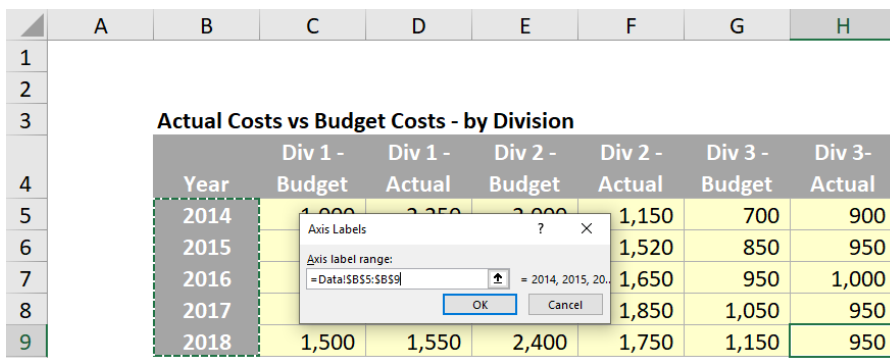 A B C D E F G H
1
2
3 Actual Costs vs Budget Costs - by Division
Div 1 - Div 1 - Div 2 - Div 2 - Div 3 - Div 3-
4 Year Budget Actual Budget Actual Budget Actual
5 2014 1,150 700 900
Axis Labels ? ×
6 2015 1,520 850 950
Axis label range:
7 2016 =Data!$B$5:$B$9 = 2014, 2015, 20.. 1,650 950 1,000
8 2017 OK Cancel 1,850 1,050 950
9 2018 1,500 1,550 2,400 1,750 1,150 950